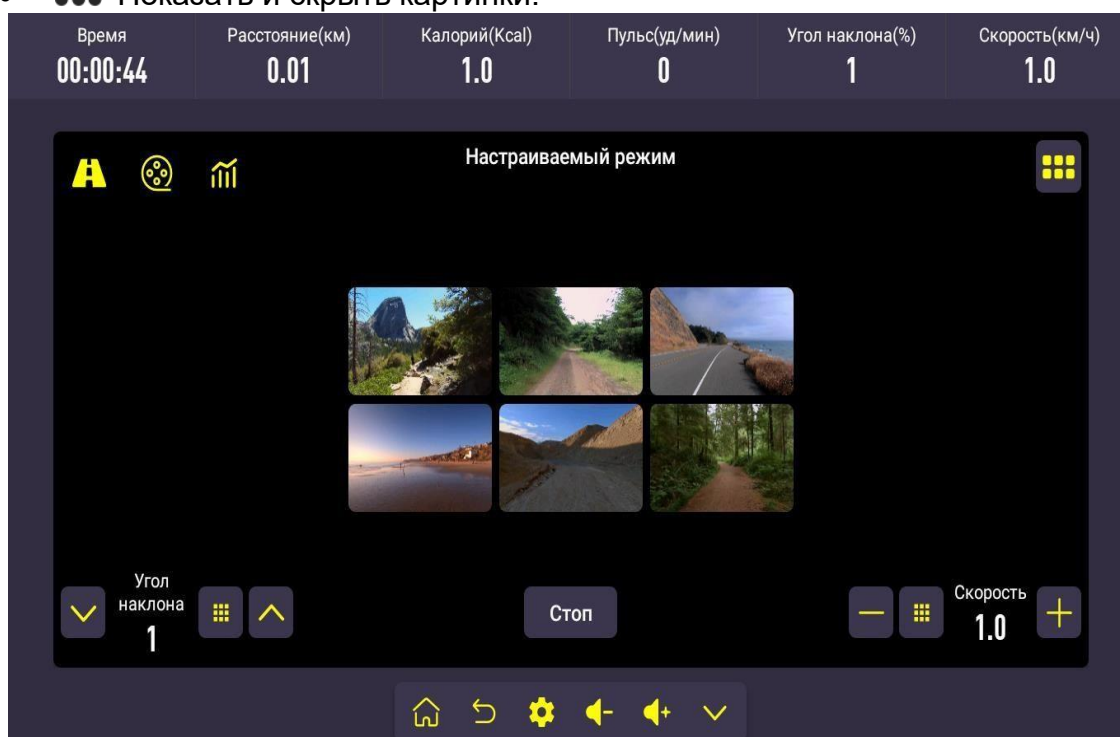 Показать и скрыть картинки.
Время Расстояние(км) Калорий(Kcal) Пульс(уд/мин) Угол наклона(%) Скорость(км/ч)
00:00:44 0.01 1.0 0 1 1.0
Настраиваемый режим
Угол
наклона
1
Стоп
Скорость
1.0